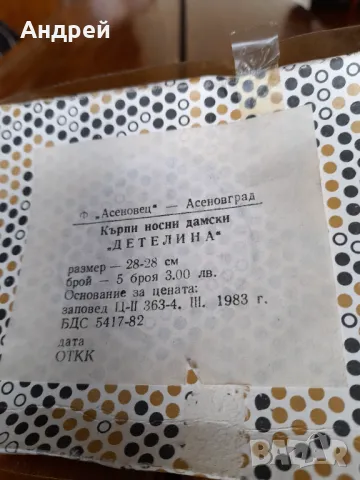 Андрей
Ф. „Асеновец" — Асеновград
Кърпи носни дамски
„ДЕТЕЛИНА"
размер — 28-28 см
брой — 5 броя 3.00 лв.
Основание за цената:
заповед Ц-II 363-4. III. 1983 г.
БДС 5417-82
дата
ОТКК
BAZAR